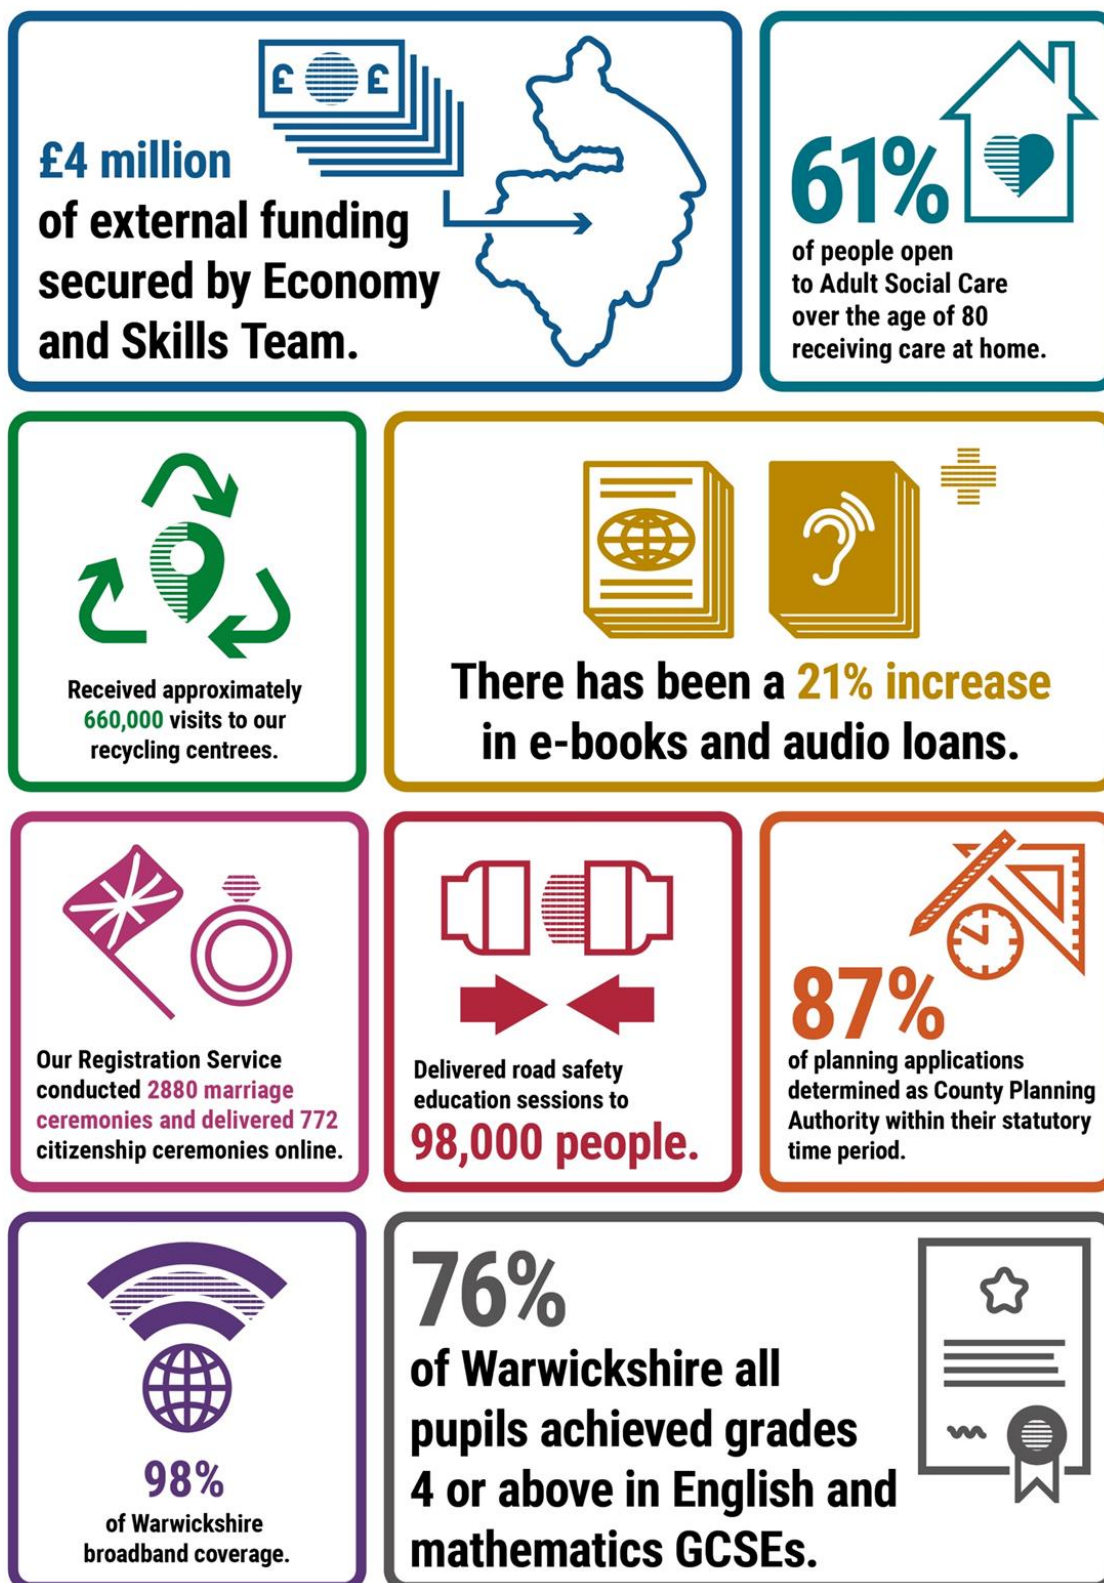 £ £
£4 million
of external funding
secured by Economy
and Skills Team.
61%
of people open
to Adult Social Care
over the age of 80
receiving care at home.
Received approximately
660,000 visits to our
recycling centrees.
There has been a 21% increase
in e-books and audio loans.
Our Registration Service
conducted 2880 marriage
ceremonies and delivered 772
citizenship ceremonies online.
Delivered road safety
education sessions to
98,000 people.
87%
of planning applications
determined as County Planning
Authority within their statutory
time period.
98%
of Warwickshire
broadband coverage.
76%
of Warwickshire all
pupils achieved grades
4 or above in English and
mathematics GCSEs.